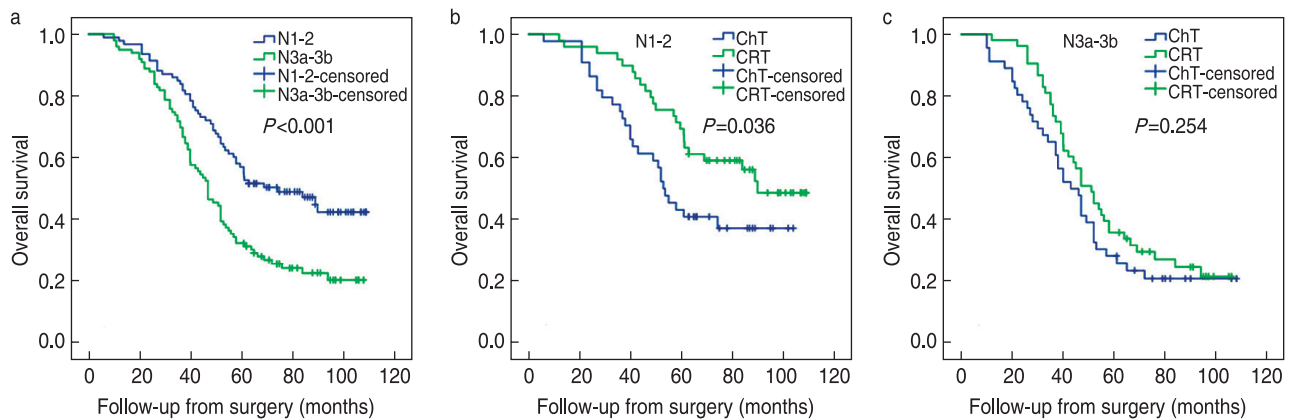 a
N1-2
N3a-3b
N1-2-censored
N3a-3b-censored
P<0.001
1.0
0.8
0.6
0.4
0.2
0.0
Overall survival
0 20 40 60 80 100 120
Follow-up from surgery (months)
b
N1-2
ChT
CRT
ChT-censored
CRT-censored
P=0.036
1.0
0.8
0.6
0.4
0.2
0.0
Overall survival
0 20 40 60 80 100 120
Follow-up from surgery (months)
c
N3a-3b
ChT
CRT
ChT-censored
CRT-censored
P=0.254
1.0
0.8
0.6
0.4
0.2
0.0
Overall survival
0 20 40 60 80 100 120
Follow-up from surgery (months)